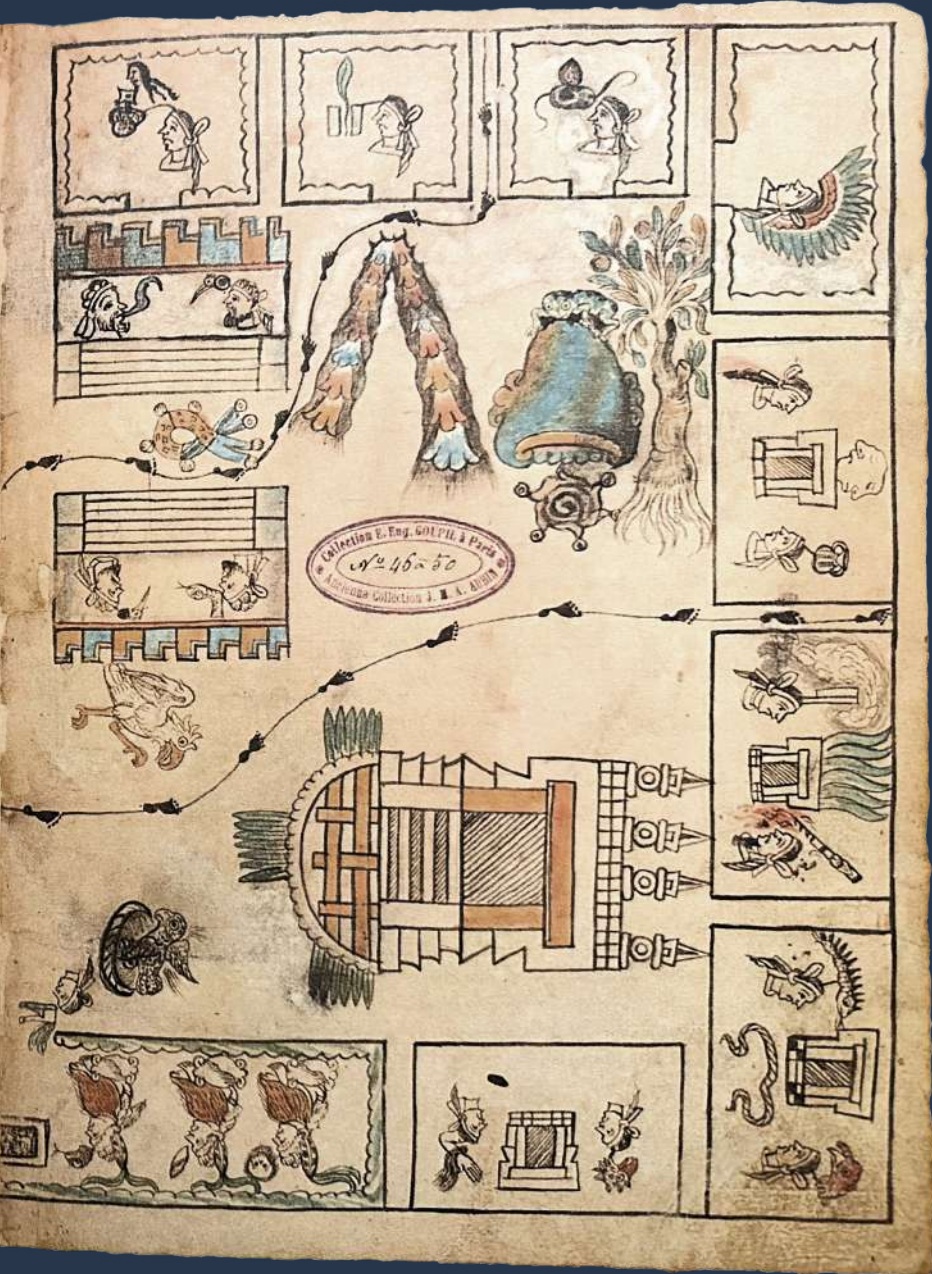 Collection E. Eug. GOUPIL à Paris
Nº 46 à 50
Ancienne Collection J. M. A. AUBIN